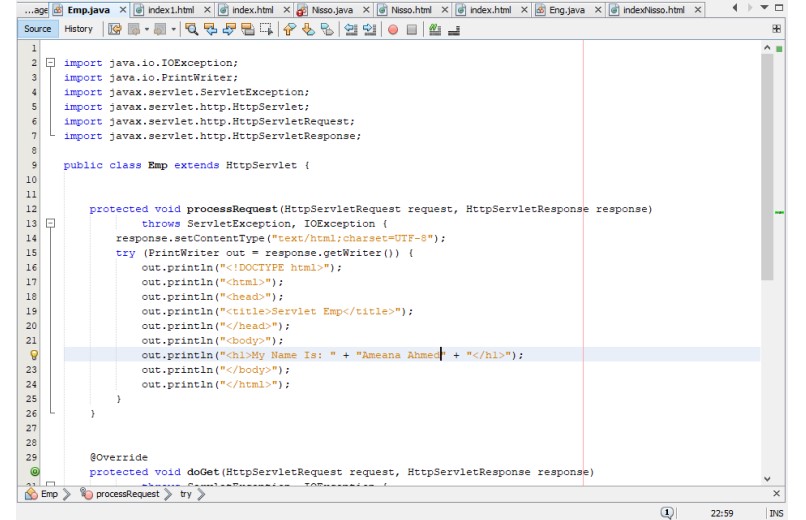 ...age Emp.java index1.html index.html Nisso.java Nisso.html index.html Eng.java indexNisso.html
Source History
1
2 import java.io.IOException;
3 import java.io.PrintWriter;
4 import javax.servlet.ServletException;
5 import javax.servlet.http.HttpServlet;
6 import javax.servlet.http.HttpServletRequest;
7 import javax.servlet.http.HttpServletResponse;
8
9 public class Emp extends HttpServlet {
10
11
12 protected void processRequest(HttpServletRequest request, HttpServletResponse response)
13 throws ServletException, IOException {
14 response.setContentType("text/html;charset=UTF-8");
15 try (PrintWriter out = response.getWriter()) {
16 out.println("<!DOCTYPE html>");
17 out.println("<html>");
18 out.println("<head>");
19 out.println("<title>Servlet Emp</title>");
20 out.println("</head>");
21 out.println("<body>");
out.println("<h1>My Name Is: " + "Ameana Ahmed" + "</h1>");
23 out.println("</body>");
24 out.println("</html>");
25 }
26 }
27
28
29 @Override
protected void doGet(HttpServletRequest request, HttpServletResponse response)
31 throws ServletException, IOException {
Emp processRequest try
1 22:59 INS